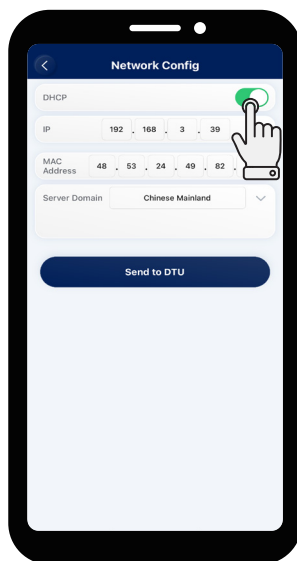 Network Config
DHCP
IP 192 . 168 . 3 . 39
MAC Address 48 . 53 . 24 . 49 . 82 .
Server Domain Chinese Mainland
Send to DTU